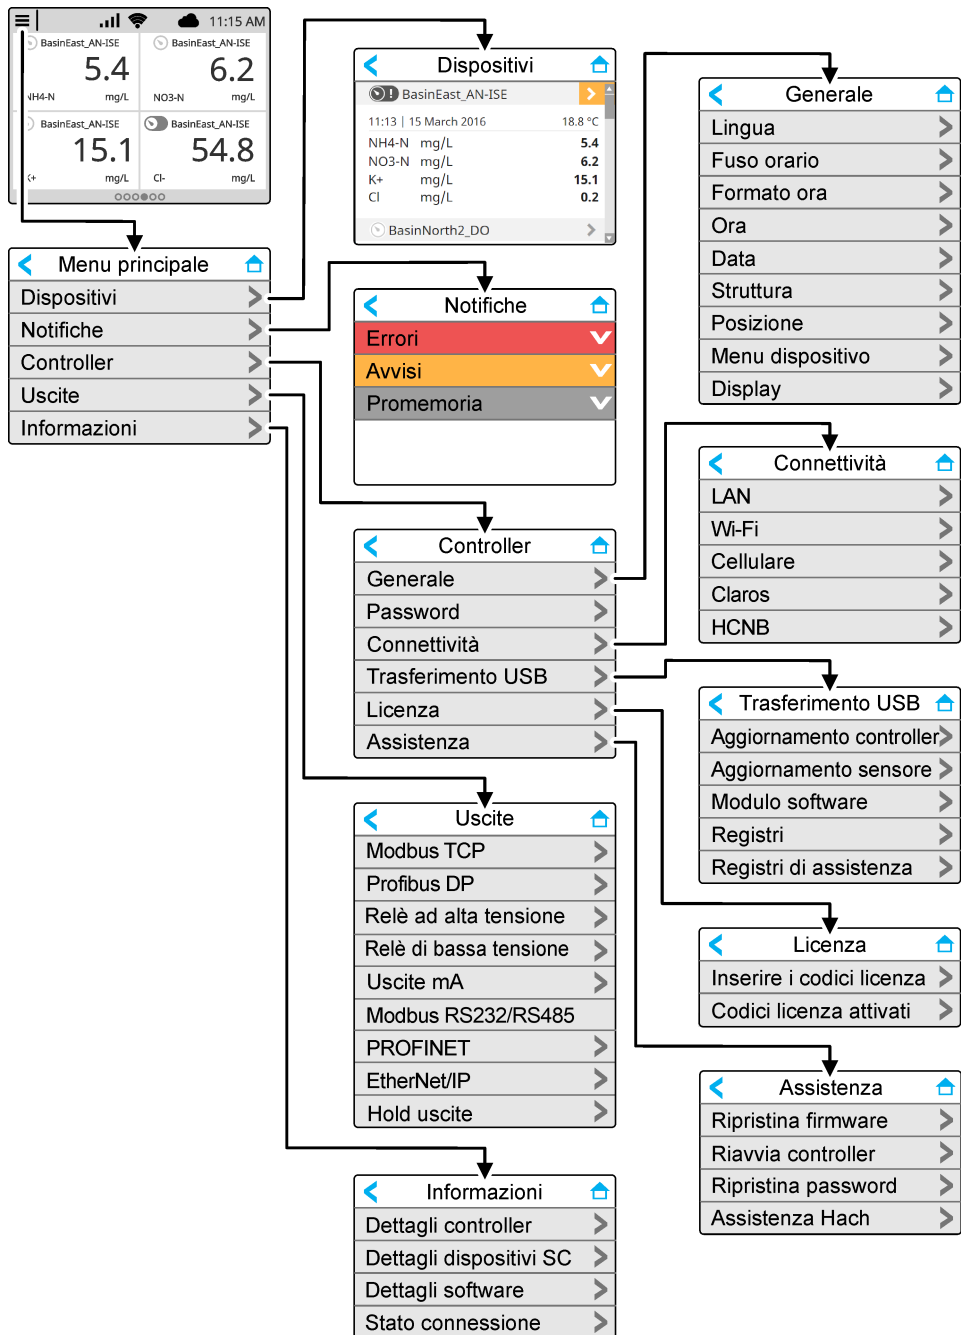 11:15 AM
BasinEast_AN-ISE
BasinEast_AN-ISE
5.4
6.2
NH4-N mg/L
NO3-N mg/L
BasinEast_AN-ISE
BasinEast_AN-ISE
15.1
54.8
K+ mg/L
Cl- mg/L
Menu principale
Dispositivi
Notifiche
Controller
Uscite
Informazioni
Dispositivi
BasinEast_AN-ISE
11:13 | 15 March 2016 18.8 °C
NH4-N mg/L 5.4
NO3-N mg/L 6.2
K+ mg/L 15.1
Cl mg/L 0.2
BasinNorth2_DO
Notifiche
Errori
Avvisi
Promemoria
Controller
Generale
Password
Connettività
Trasferimento USB
Licenza
Assistenza
Uscite
Modbus TCP
Profibus DP
Relè ad alta tensione
Relè di bassa tensione
Uscite mA
Modbus RS232/RS485
PROFINET
EtherNet/IP
Hold uscite
Informazioni
Dettagli controller
Dettagli dispositivi SC
Dettagli software
Stato connessione
Generale
Lingua
Fuso orario
Formato ora
Ora
Data
Struttura
Posizione
Menu dispositivo
Display
Connettività
LAN
Wi-Fi
Cellulare
Claros
HCNB
Trasferimento USB
Aggiornamento controller
Aggiornamento sensore
Modulo software
Registri
Registri di assistenza
Licenza
Inserire i codici licenza
Codici licenza attivati
Assistenza
Ripristina firmware
Riavvia controller
Ripristina password
Assistenza Hach